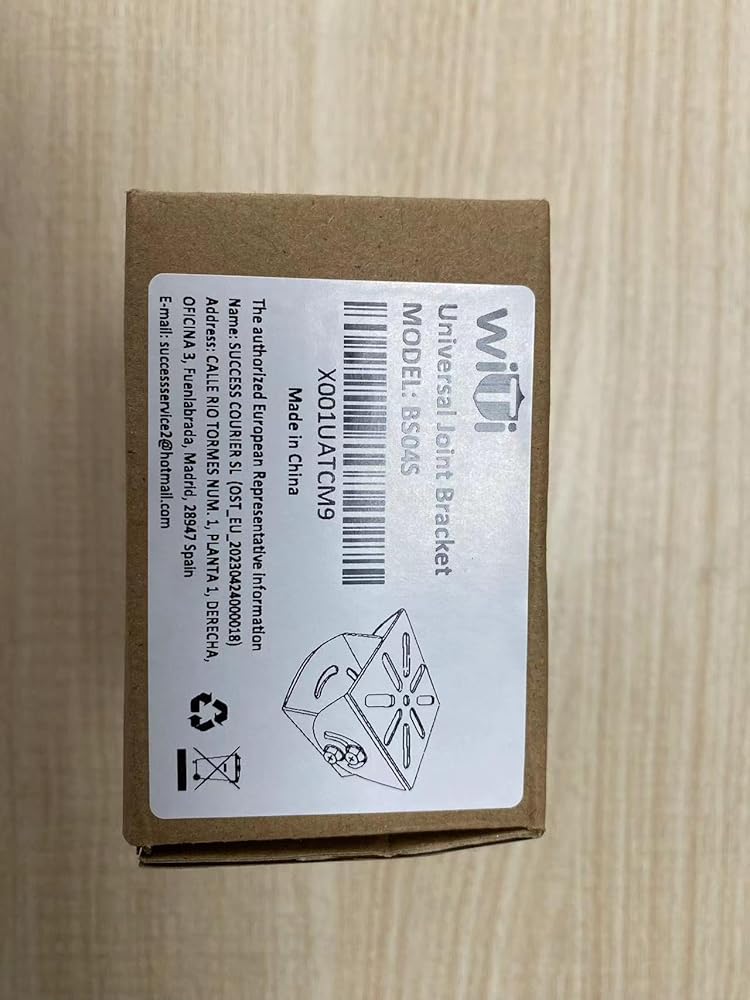 wiTi
Universal Joint Bracket
MODEL: BS04S
X001UATCM9
Made in China
The authorized European Representative information
Name: SUCCESS COURIER SL (OST_EU_20230424000018)
Address: CALLE RIO TORMES NUM. 1, PLANTA 1, DERECHA,
OFICINA 3, Fuenlabrada, Madrid, 28947 Spain
E-mail: successservice2@hotmail.com